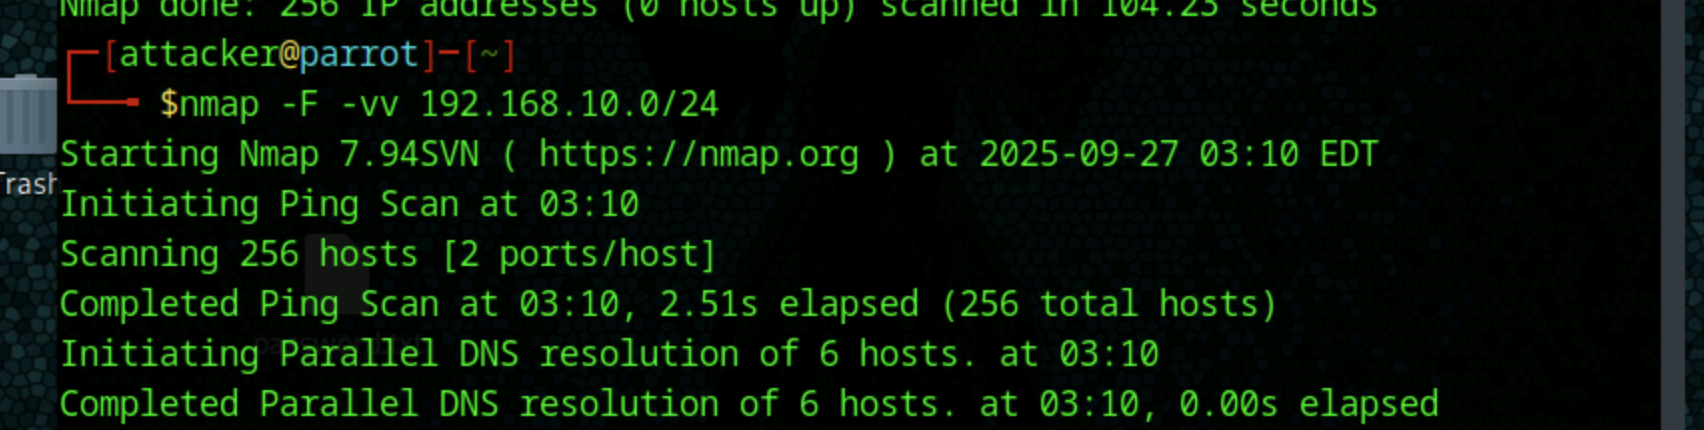 Nmap done: 256 IP addresses (0 hosts up) scanned in 104.23 seconds
┌─[attacker@parrot]─[~]
└──╼ $nmap -F -vv 192.168.10.0/24
Starting Nmap 7.94SVN ( https://nmap.org ) at 2025-09-27 03:10 EDT
Trash
Initiating Ping Scan at 03:10
Scanning 256 hosts [2 ports/host]
Completed Ping Scan at 03:10, 2.51s elapsed (256 total hosts)
Initiating Parallel DNS resolution of 6 hosts. at 03:10
Completed Parallel DNS resolution of 6 hosts. at 03:10, 0.00s elapsed